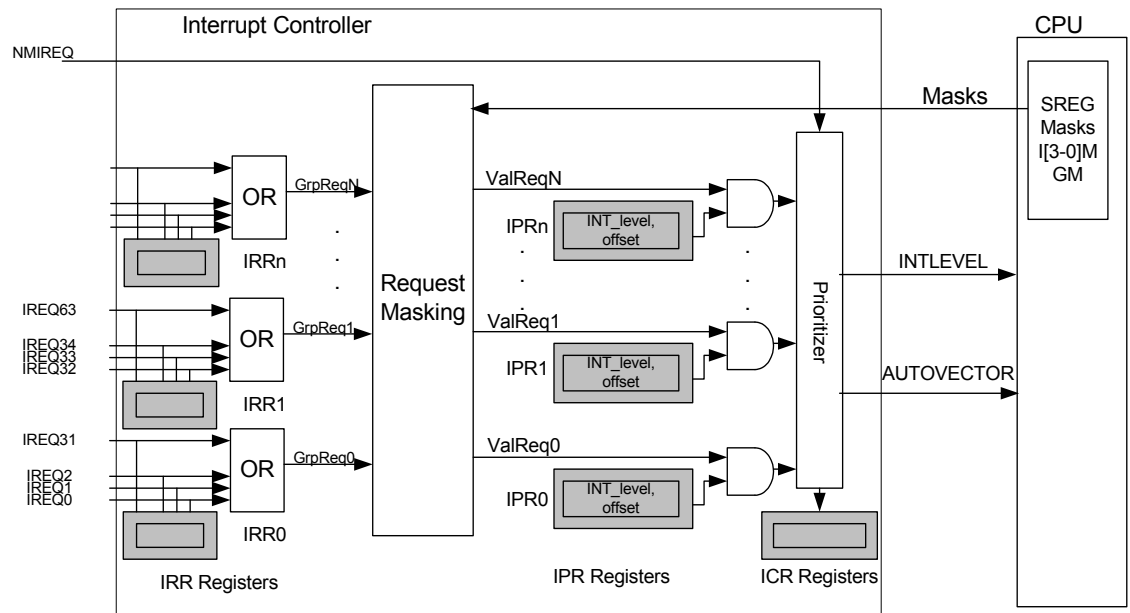 Interrupt Controller
CPU
NMIREQ
Masks
SREG
Masks
I[3-0]M
GM
OR
GrpReqN
ValReqN
IRRn
IPRn
INT_level,
offset
Request
Masking
Prioritizer
INTLEVEL
IREQ63
IREQ34
IREQ33
IREQ32
OR
GrpReq1
ValReq1
IRR1
IPR1
INT_level,
offset
AUTOVECTOR
IREQ31
IREQ2
IREQ1
IREQ0
OR
GrpReq0
ValReq0
IRR0
IPR0
INT_level,
offset
IRR Registers
IPR Registers
ICR Registers